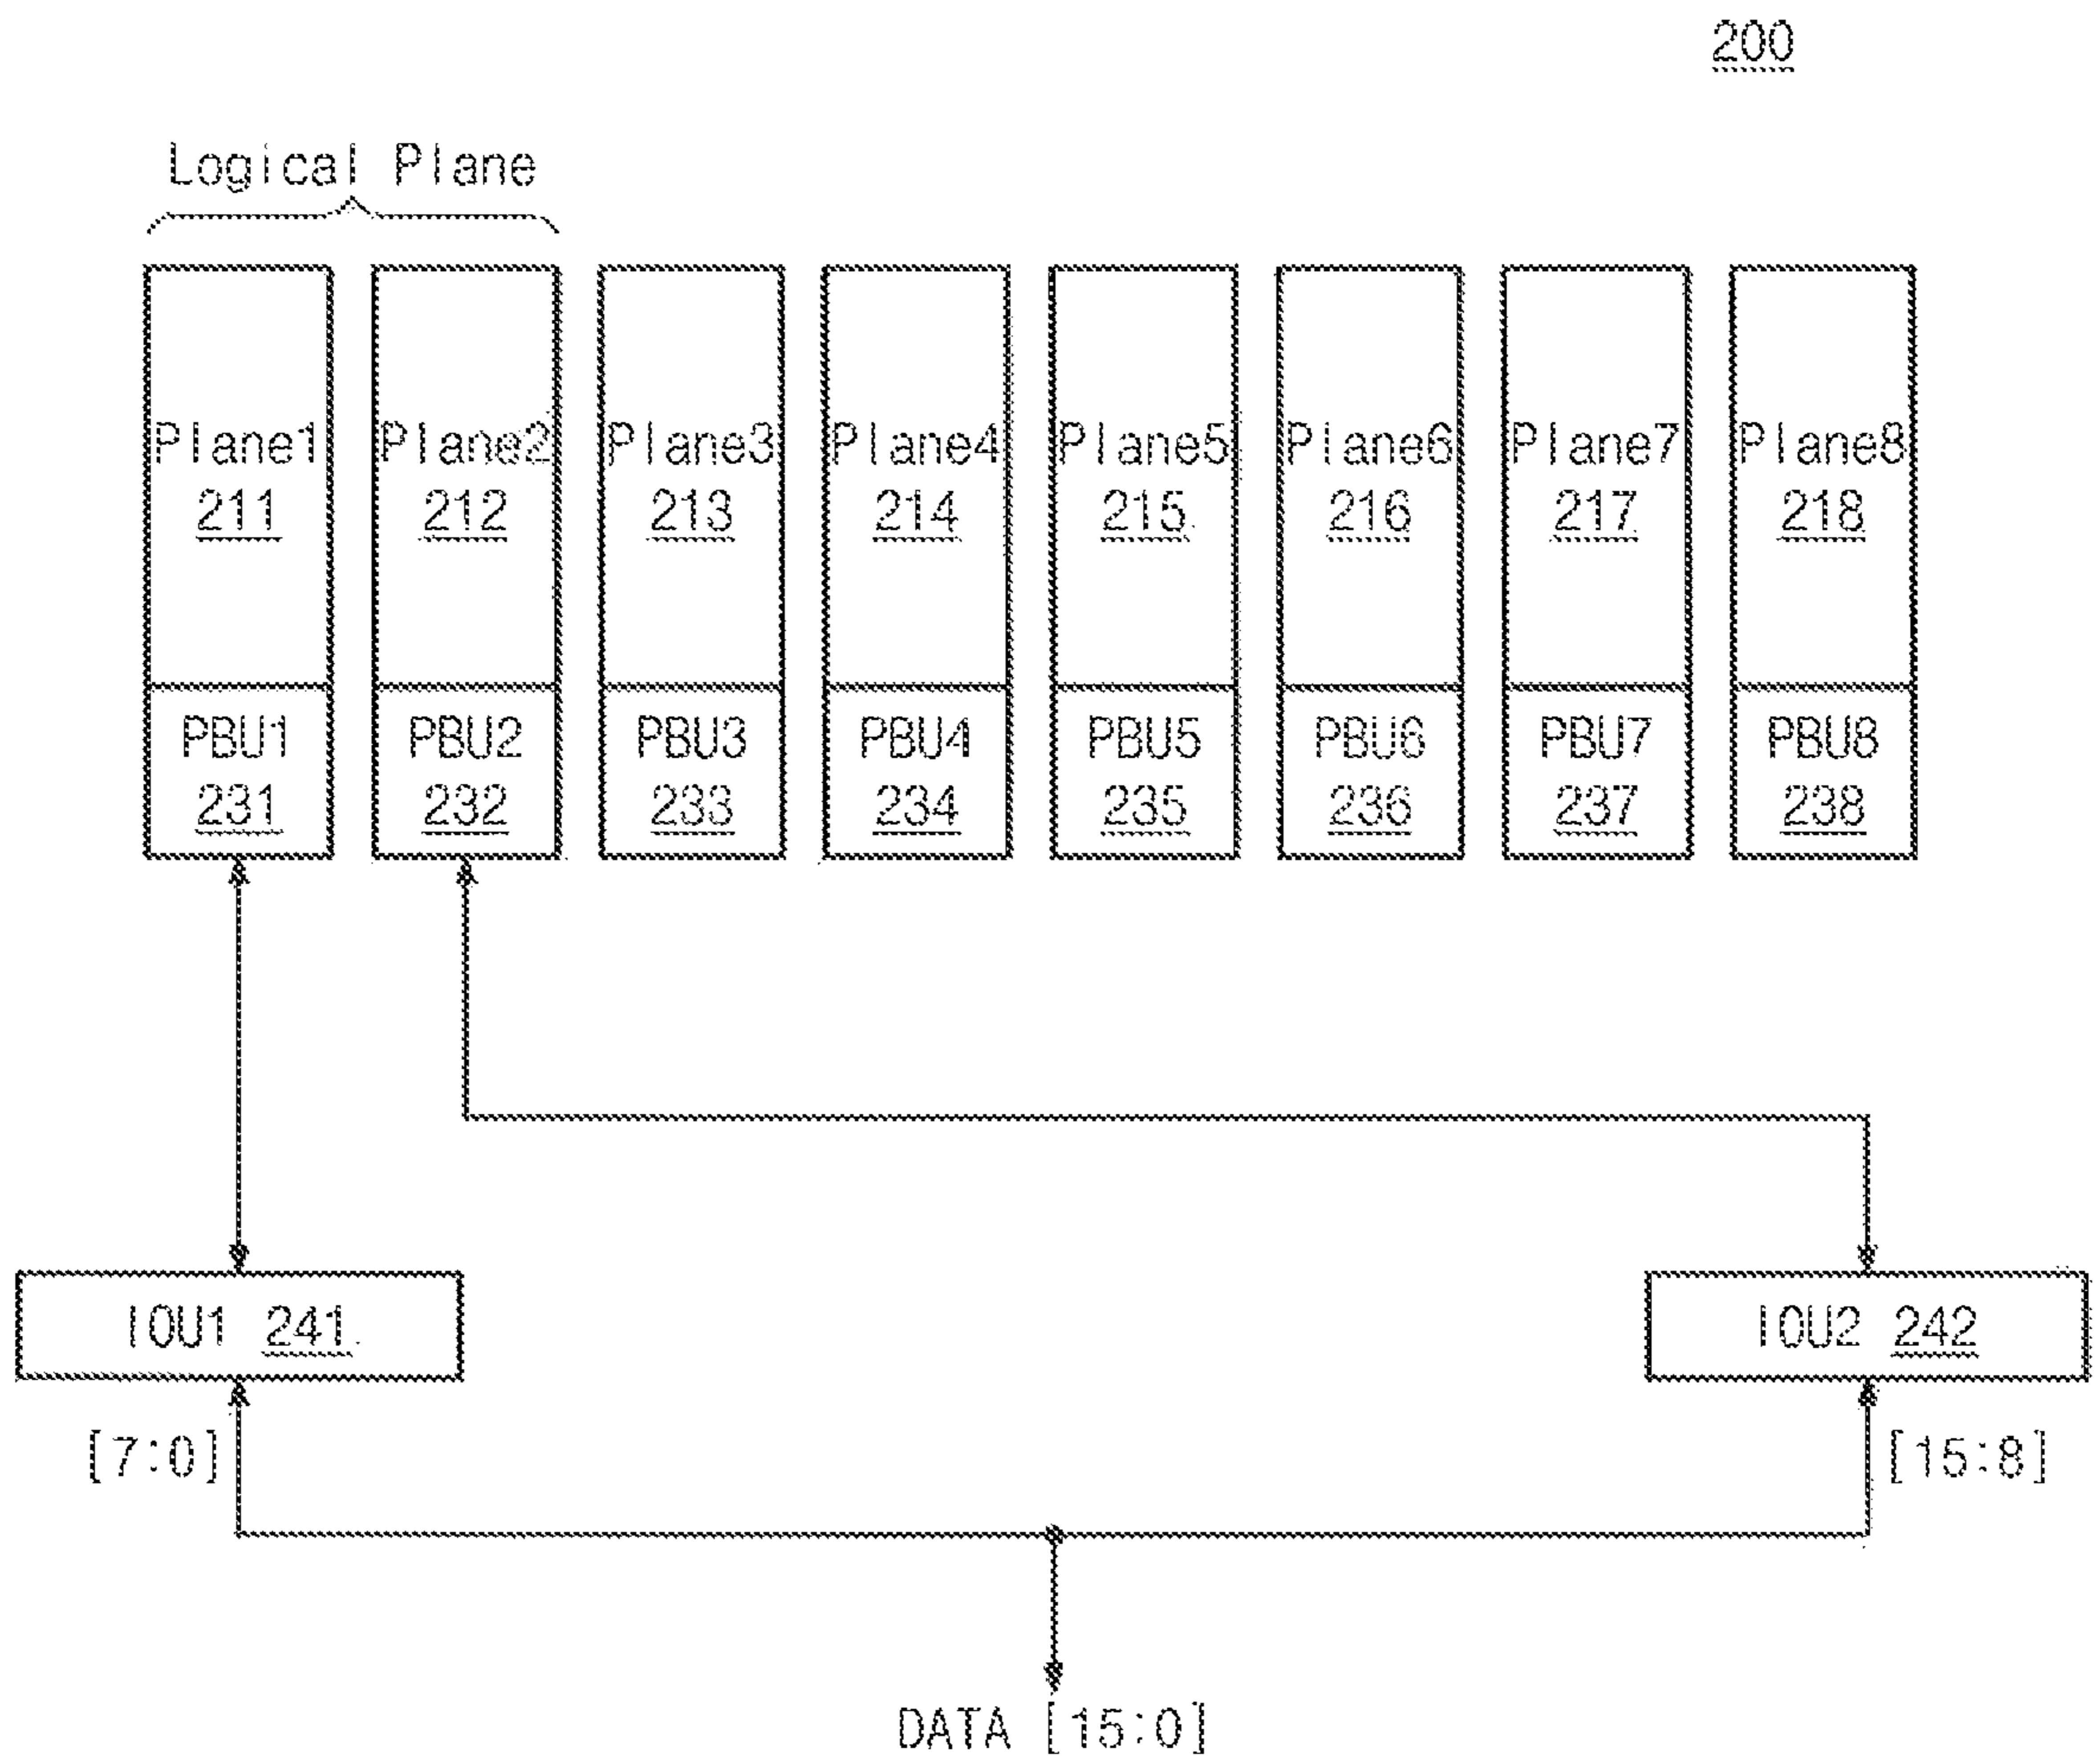 200
Logical Plane
Plane1 Plane2 Plane3 Plane4 Plane5 Plane6 Plane7 Plane8
211 212 213 214 215 216 217 218
PBU1 PBU2 PBU3 PBU4 PBU5 PBU6 PBU7 PBU8
231 232 233 234 235 236 237 238
IOU1 241 IOU2 242
[7:0] [15:8]
DATA [15:0]